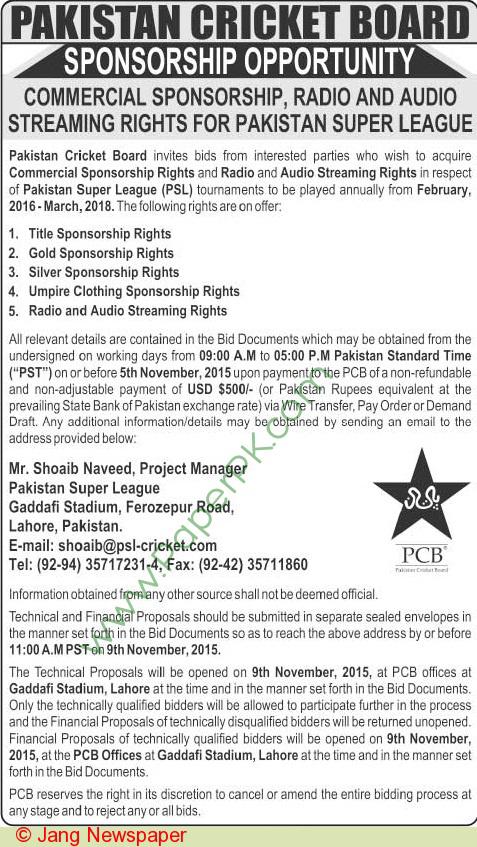 PAKISTAN CRICKET BOARD
SPONSORSHIP OPPORTUNITY
COMMERCIAL SPONSORSHIP, RADIO AND AUDIO
STREAMING RIGHTS FOR PAKISTAN SUPER LEAGUE
Pakistan Cricket Board invites bids from interested parties who wish to acquire
Commercial Sponsorship Rights and Radio and Audio Streaming Rights in respect
of Pakistan Super League (PSL) tournaments to be played annually from February,
2016 - March, 2018. The following rights are on offer:
1. Title Sponsorship Rights
2. Gold Sponsorship Rights
3. Silver Sponsorship Rights
4. Umpire Clothing Sponsorship Rights
5. Radio and Audio Streaming Rights
All relevant details are contained in the Bid Documents which may be obtained from the
undersigned on working days from 09:00 A.M to 05:00 P.M Pakistan Standard Time
("PST") on or before 5th November, 2015 upon payment to the PCB of a non-refundable
and non-adjustable payment of USD $500/- (or Pakistan Rupees equivalent at the
prevailing State Bank of Pakistan exchange rate) via Wire Transfer, Pay Order or Demand
Draft. Any additional information/details may be obtained by sending an email to the
address provided below:
Mr. Shoaib Naveed, Project Manager
Pakistan Super League
Gaddafi Stadium, Ferozepur Road,
Lahore, Pakistan.
E-mail: shoaib@psl-cricket.com
Tel: (92-94) 35717231-4, Fax: (92-42) 35711860
PCB®
Pakistan Cricket Board
Information obtained from any other source shall not be deemed official.
Technical and Financial Proposals should be submitted in separate sealed envelopes in
the manner set forth in the Bid Documents so as to reach the above address by or before
11:00 A.M PST on 9th November, 2015.
The Technical Proposals will be opened on 9th November, 2015, at PCB offices at
Gaddafi Stadium, Lahore at the time and in the manner set forth in the Bid Documents.
Only the technically qualified bidders will be allowed to participate further in the process
and the Financial Proposals of technically disqualified bidders will be returned unopened.
Financial Proposals of technically qualified bidders will be opened on 9th November,
2015, at the PCB Offices at Gaddafi Stadium, Lahore at the time and in the manner set
forth in the Bid Documents.
PCB reserves the right in its discretion to cancel or amend the entire bidding process at
any stage and to reject any or all bids.
www.Paperpk.com
© Jang Newspaper